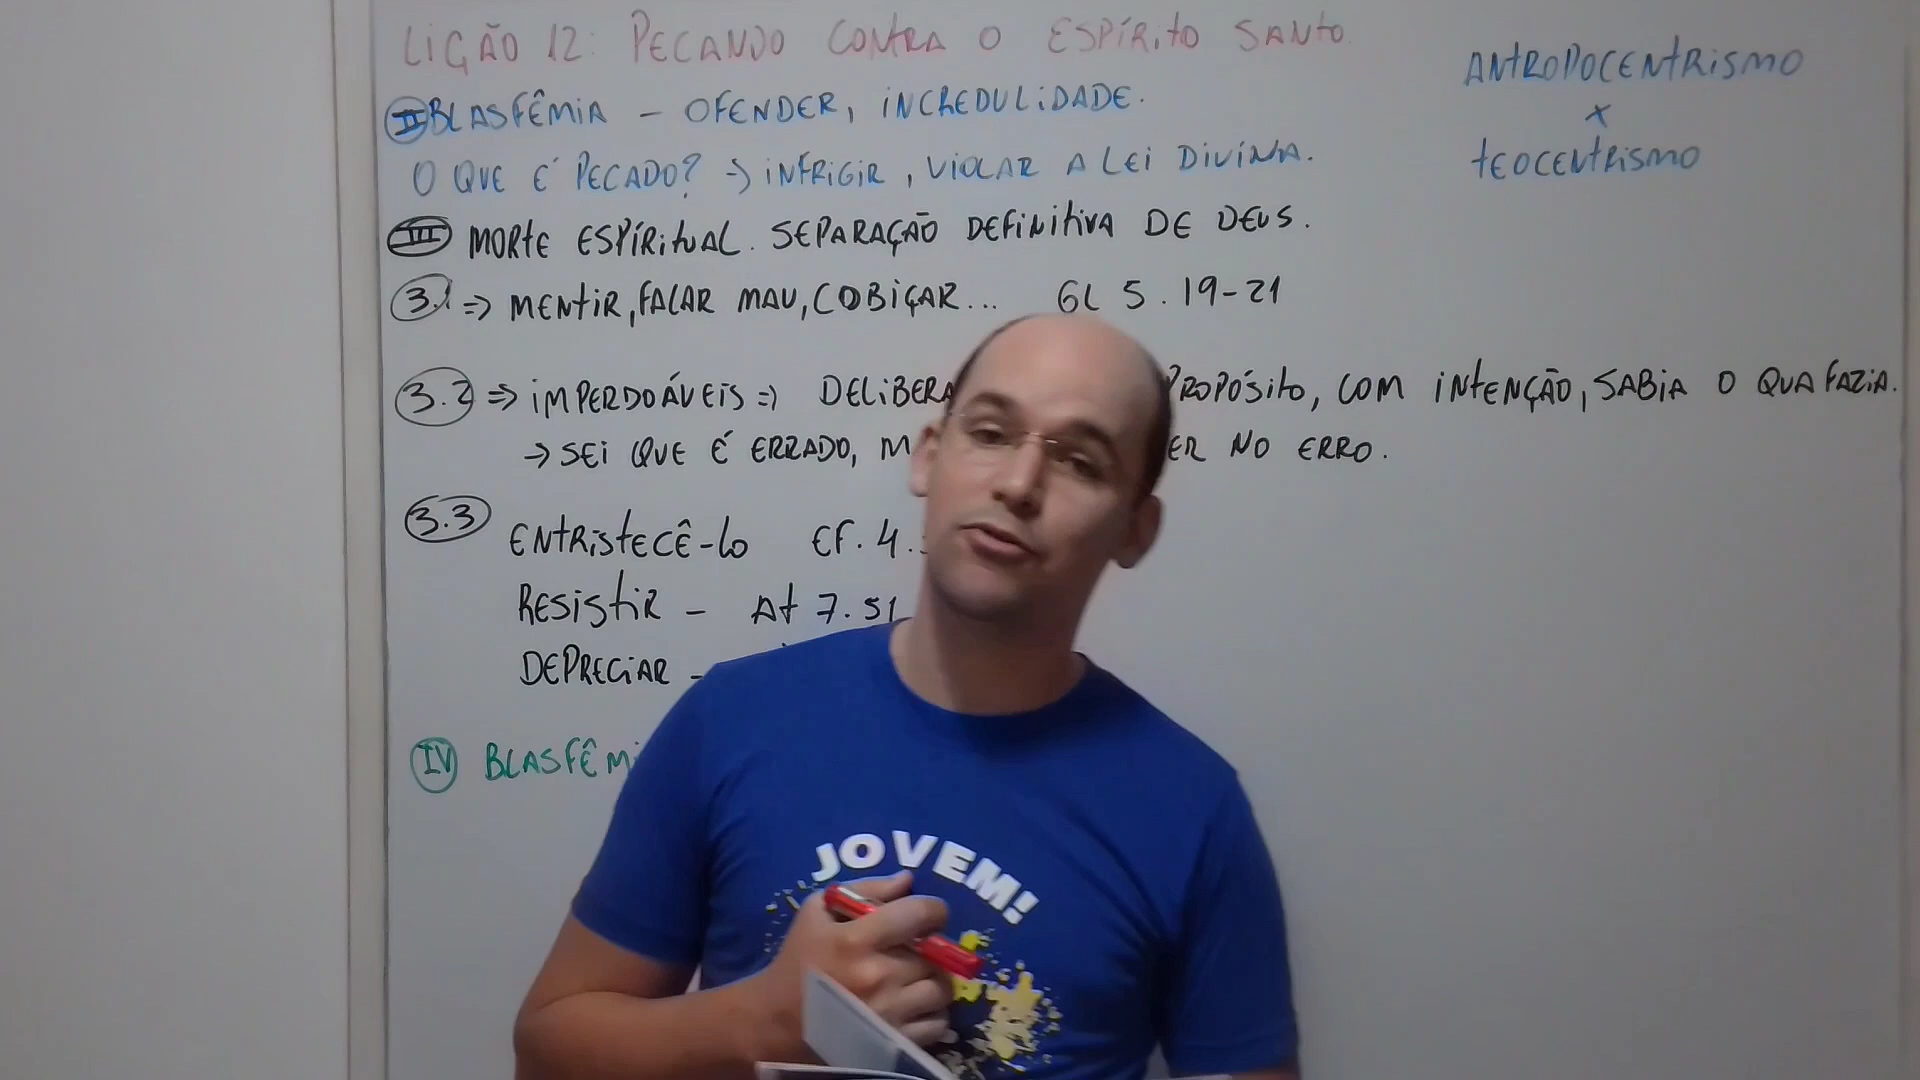 LIÇÃO 12: PECANDO CONTRA O ESPÍRITO SANTO.
ANTROPOCENTRISMO
X
TEOCENTRISMO
II BLASFÊMIA - OFENDER, INCREDULIDADE.
O QUE É PECADO? → INFRIGIR, VIOLAR A LEI DIVINA.
III MORTE ESPÍRITUAL. SEPARAÇÃO DEFINITIVA DE DEUS.
3.1 ⇒ MENTIR, FALAR MAU, COBIÇAR... GL 5.19-21
3.2 ⇒ IMPERDOÁVEIS ⇒ DELIBERA PROPÓSITO, COM INTENÇÃO, SABIA O QUA FAZIA.
→ SEI QUE É ERRADO, M ER NO ERRO.
3.3 ENTRISTECÊ-LO EF. 4.
RESISTIR - AT 7.51
DEPRECIAR -
IV BLASFÊM
JOVEM!